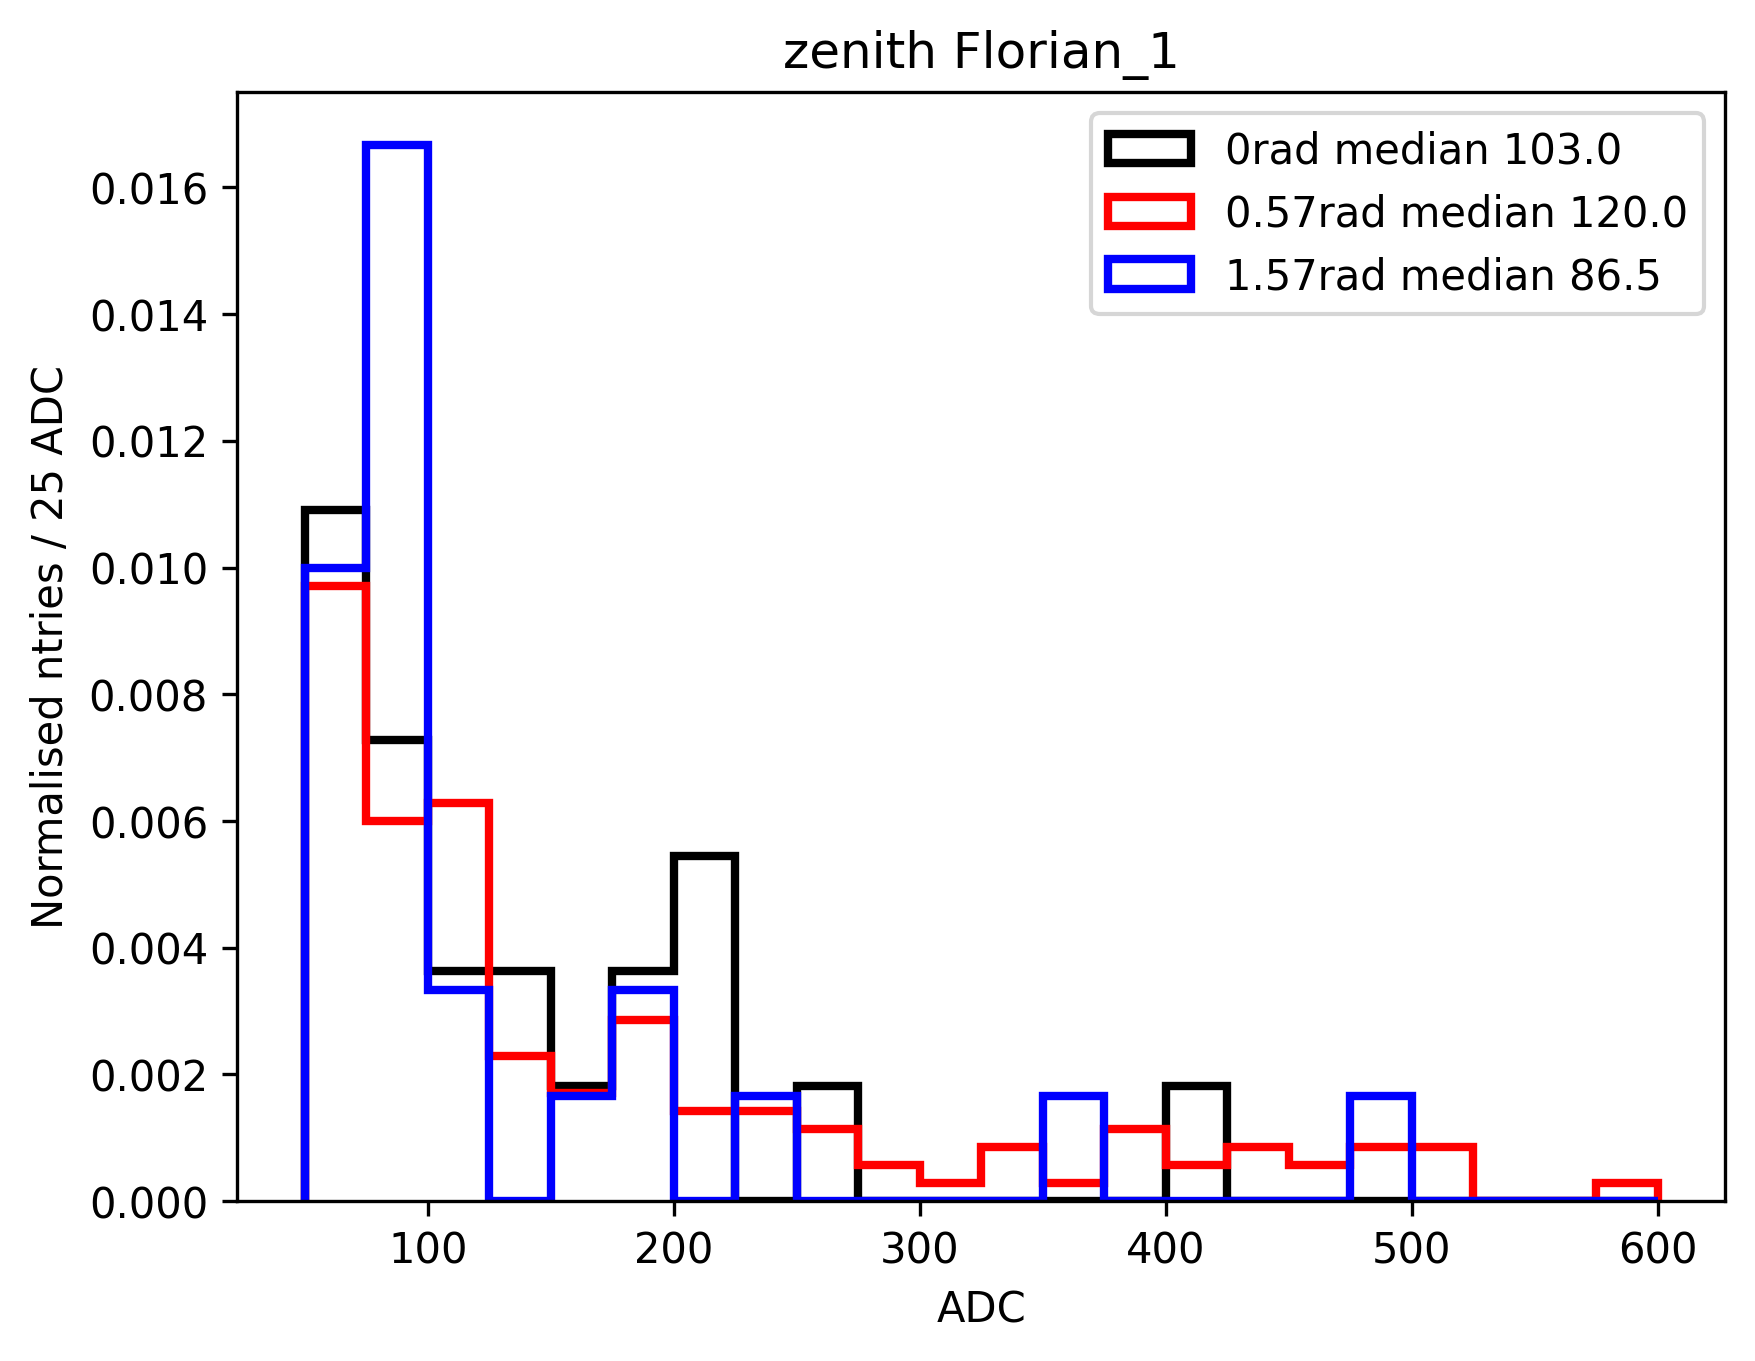 zenith Florian_1
0rad median 103.0
0.57rad median 120.0
1.57rad median 86.5
Normalised ntries / 25 ADC
0.016
0.014
0.012
0.010
0.008
0.006
0.004
0.002
0.000
100 200 300 400 500 600
ADC